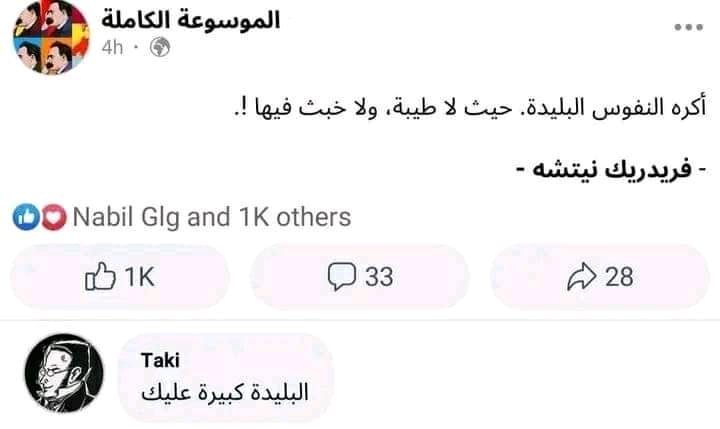 الموسوعة الكاملة
4h ·
أكره النفوس البليدة. حيث لا طيبة، ولا خبث فيها !.
- فريدريك نيتشه -
Nabil Glg and 1K others
1K
33
28
Taki
البليدة كبيرة عليك